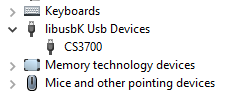 Keyboards
libusbK Usb Devices
CS3700
Memory technology devices
Mice and other pointing devices